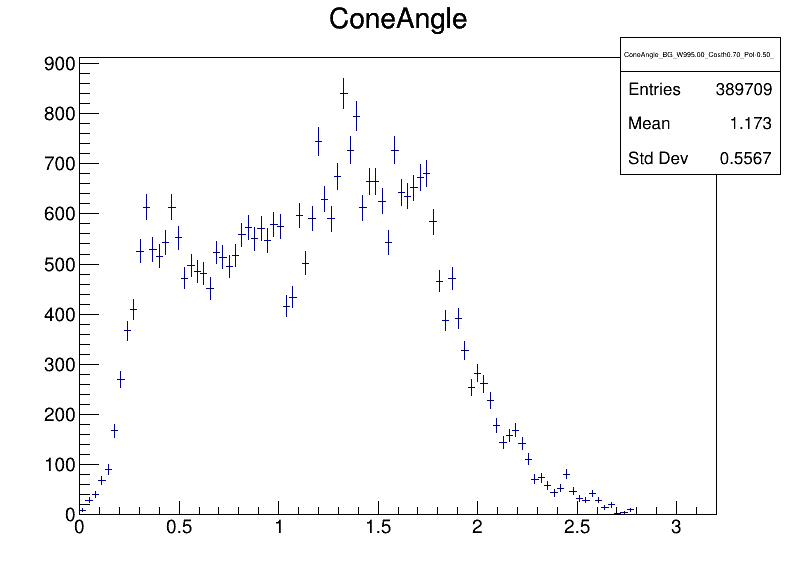 ConeAngle
ConeAngle_BG_W995.00_Costh0.70_Pol-0.50_
Entries 389709
Mean 1.173
Std Dev 0.5567
900
800
700
600
500
400
300
200
100
0
0 0.5 1 1.5 2 2.5 3